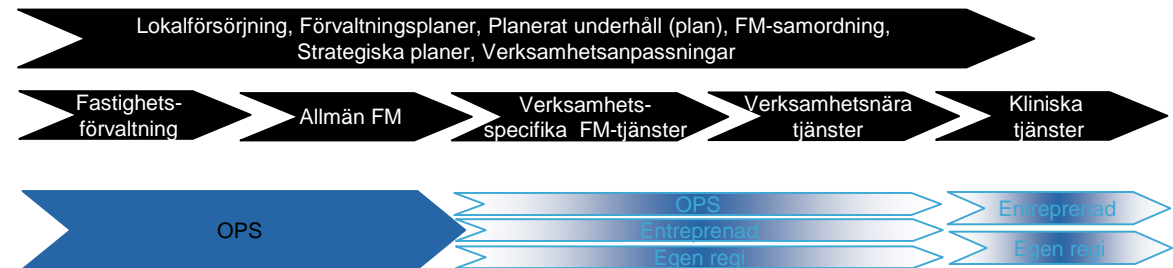 Lokalförsörjning, Förvaltningsplaner, Planerat underhåll (plan), FM-samordning,
Strategiska planer, Verksamhetsanpassningar
Fastighets-
förvaltning
Allmän FM
Verksamhets-
specifika FM-tjänster
Verksamhetsnära
tjänster
Kliniska
tjänster
OPS
OPS
Entreprenad
Egen regi
Entreprenad
Egen regi